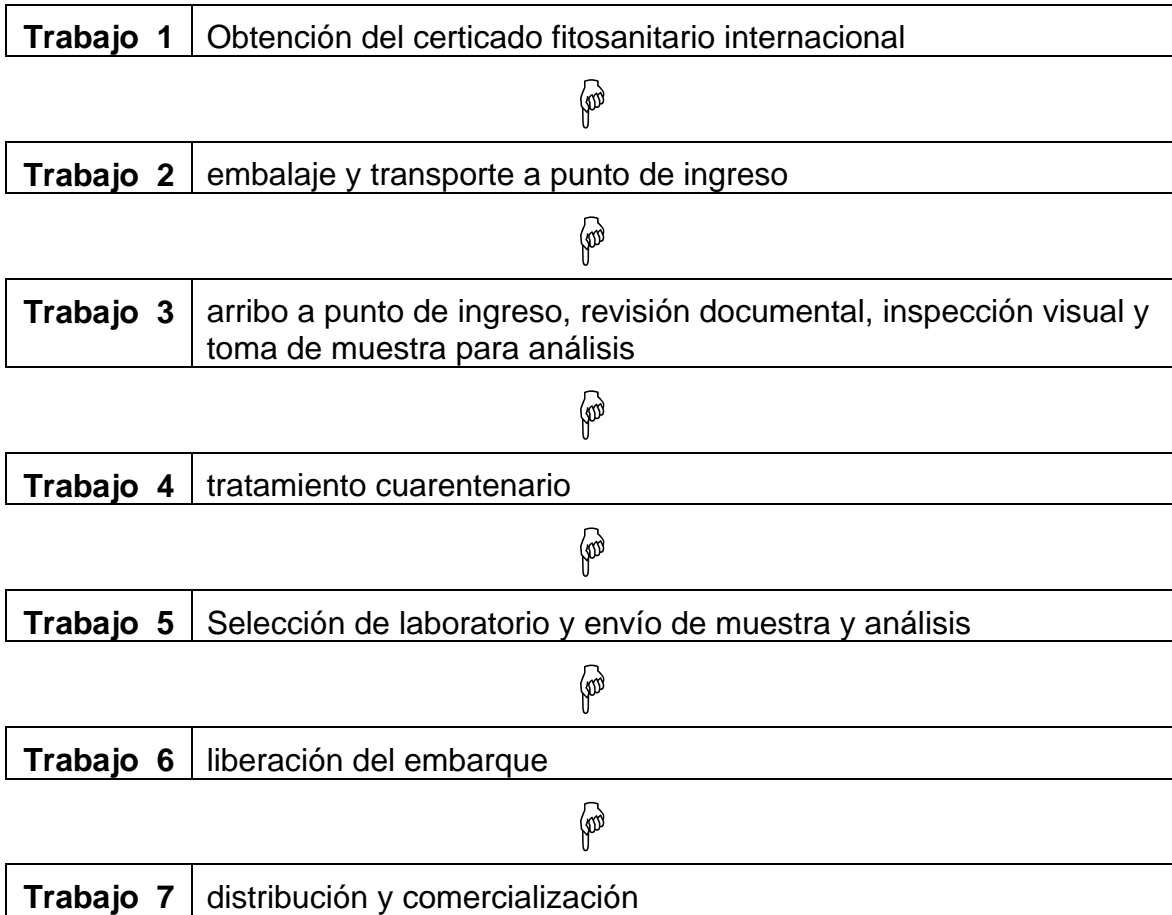 Trabajo 1 Obtención del certicado fitosanitario internacional
Trabajo 2 embalaje y transporte a punto de ingreso
Trabajo 3 arribo a punto de ingreso, revisión documental, inspección visual y
toma de muestra para análisis
Trabajo 4 tratamiento cuarentenario
Trabajo 5 Selección de laboratorio y envío de muestra y análisis
Trabajo 6 liberación del embarque
Trabajo 7 distribución y comercialización